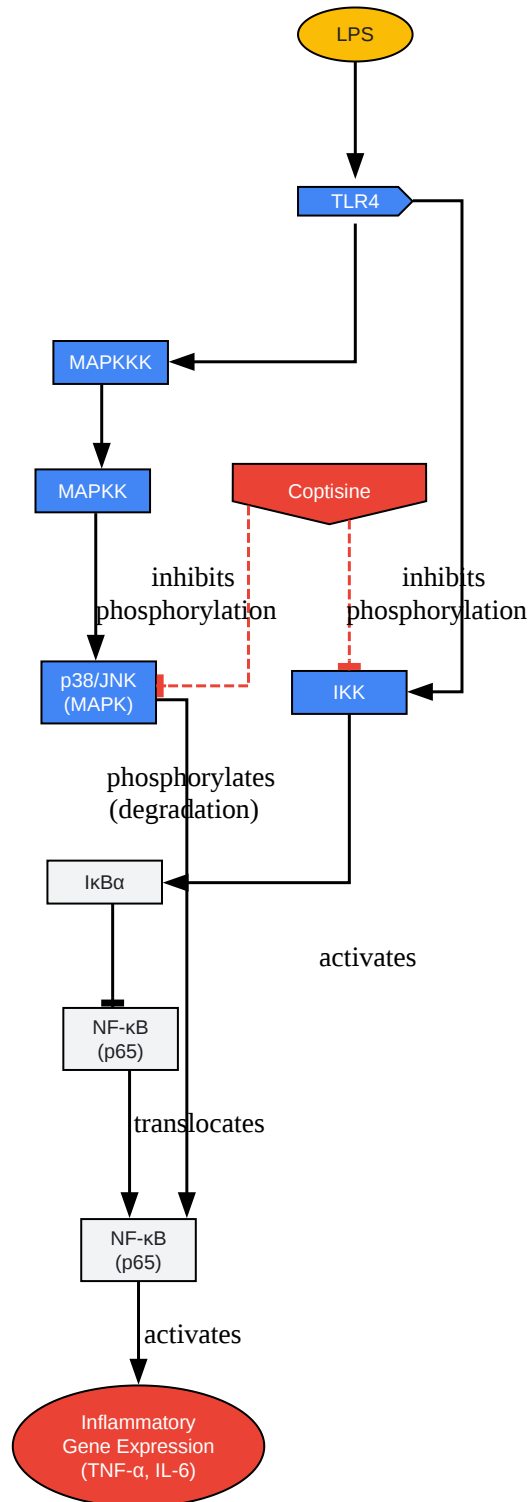 LPS
TLR4
MAPKKK
MAPKK
Coptisine
inhibits
phosphorylation
inhibits
phosphorylation
p38/JNK
(MAPK)
IKK
phosphorylates
(degradation)
IκBα
activates
NF-κB
(p65)
translocates
NF-κB
(p65)
activates
Inflammatory
Gene Expression
(TNF-α, IL-6)